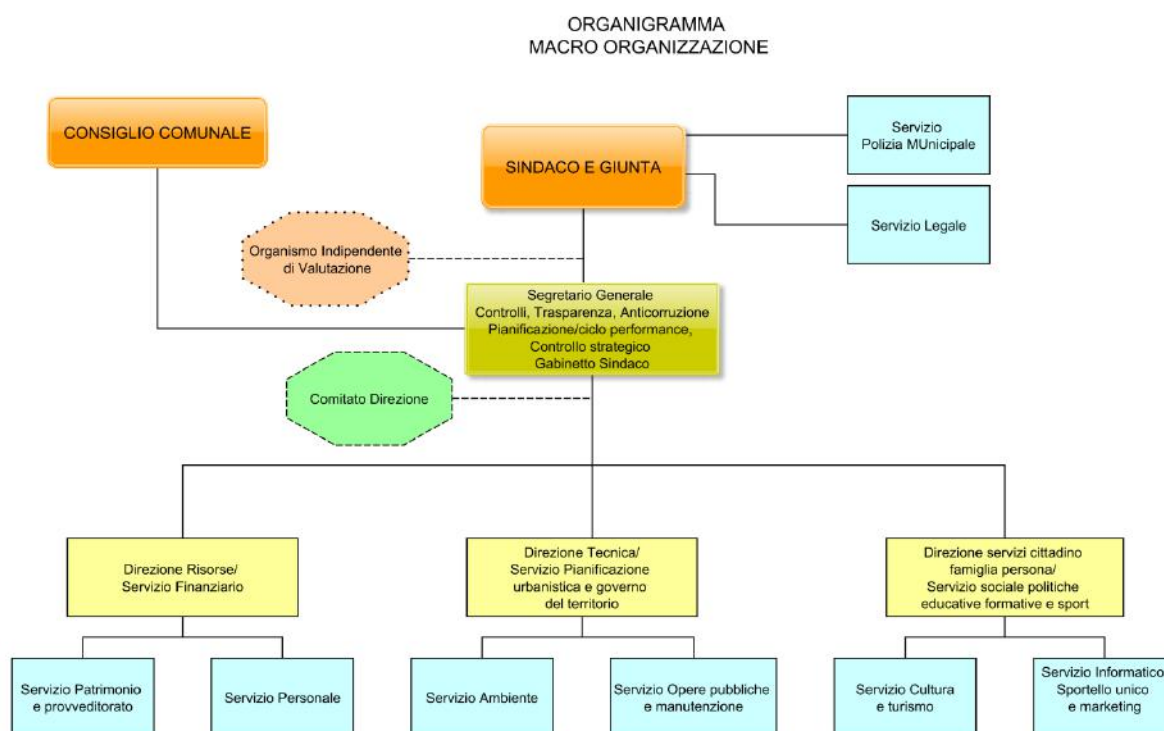 ORGANIGRAMMA
MACRO ORGANIZZAZIONE
CONSIGLIO COMUNALE
SINDACO E GIUNTA
Servizio
Polizia MUnicipale
Servizio Legale
Organismo Indipendente
di Valutazione
Segretario Generale
Controlli, Trasparenza, Anticorruzione
Pianificazione/ciclo performance,
Controllo strategico
Gabinetto Sindaco
Comitato Direzione
Direzione Risorse/
Servizio Finanziario
Direzione Tecnica/
Servizio Pianificazione
urbanistica e governo
del territorio
Direzione servizi cittadino
famiglia persona/
Servizio sociale politiche
educative formative e sport
Servizio Patrimonio
e provveditorato
Servizio Personale
Servizio Ambiente
Servizio Opere pubbliche
e manutenzione
Servizio Cultura
e turismo
Servizio Informatico
Sportello unico
e marketing